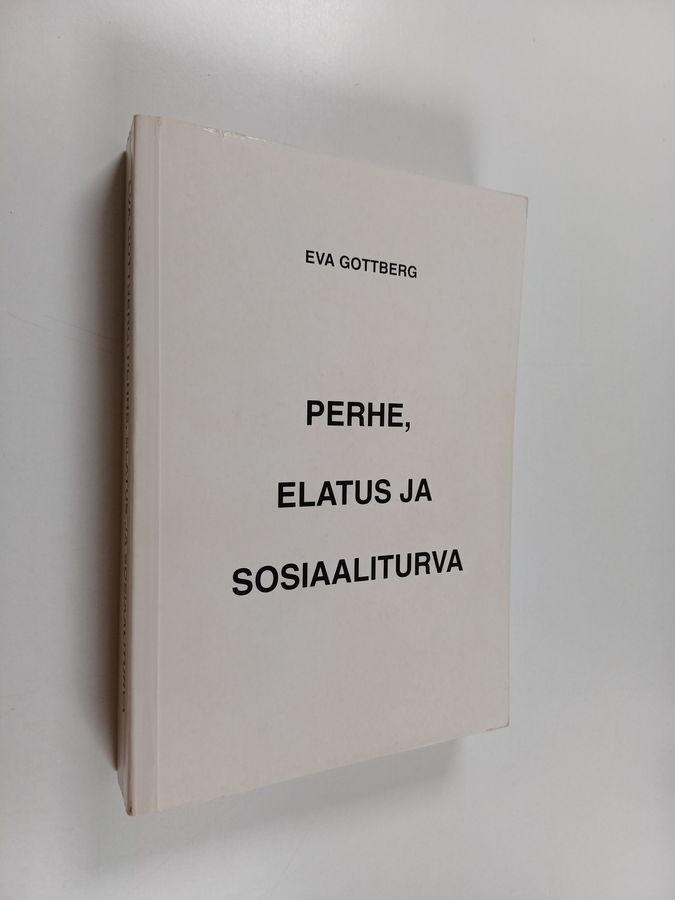 EVA GOTTBERG
PERHE,
ELATUS JA
SOSIAALITURVA